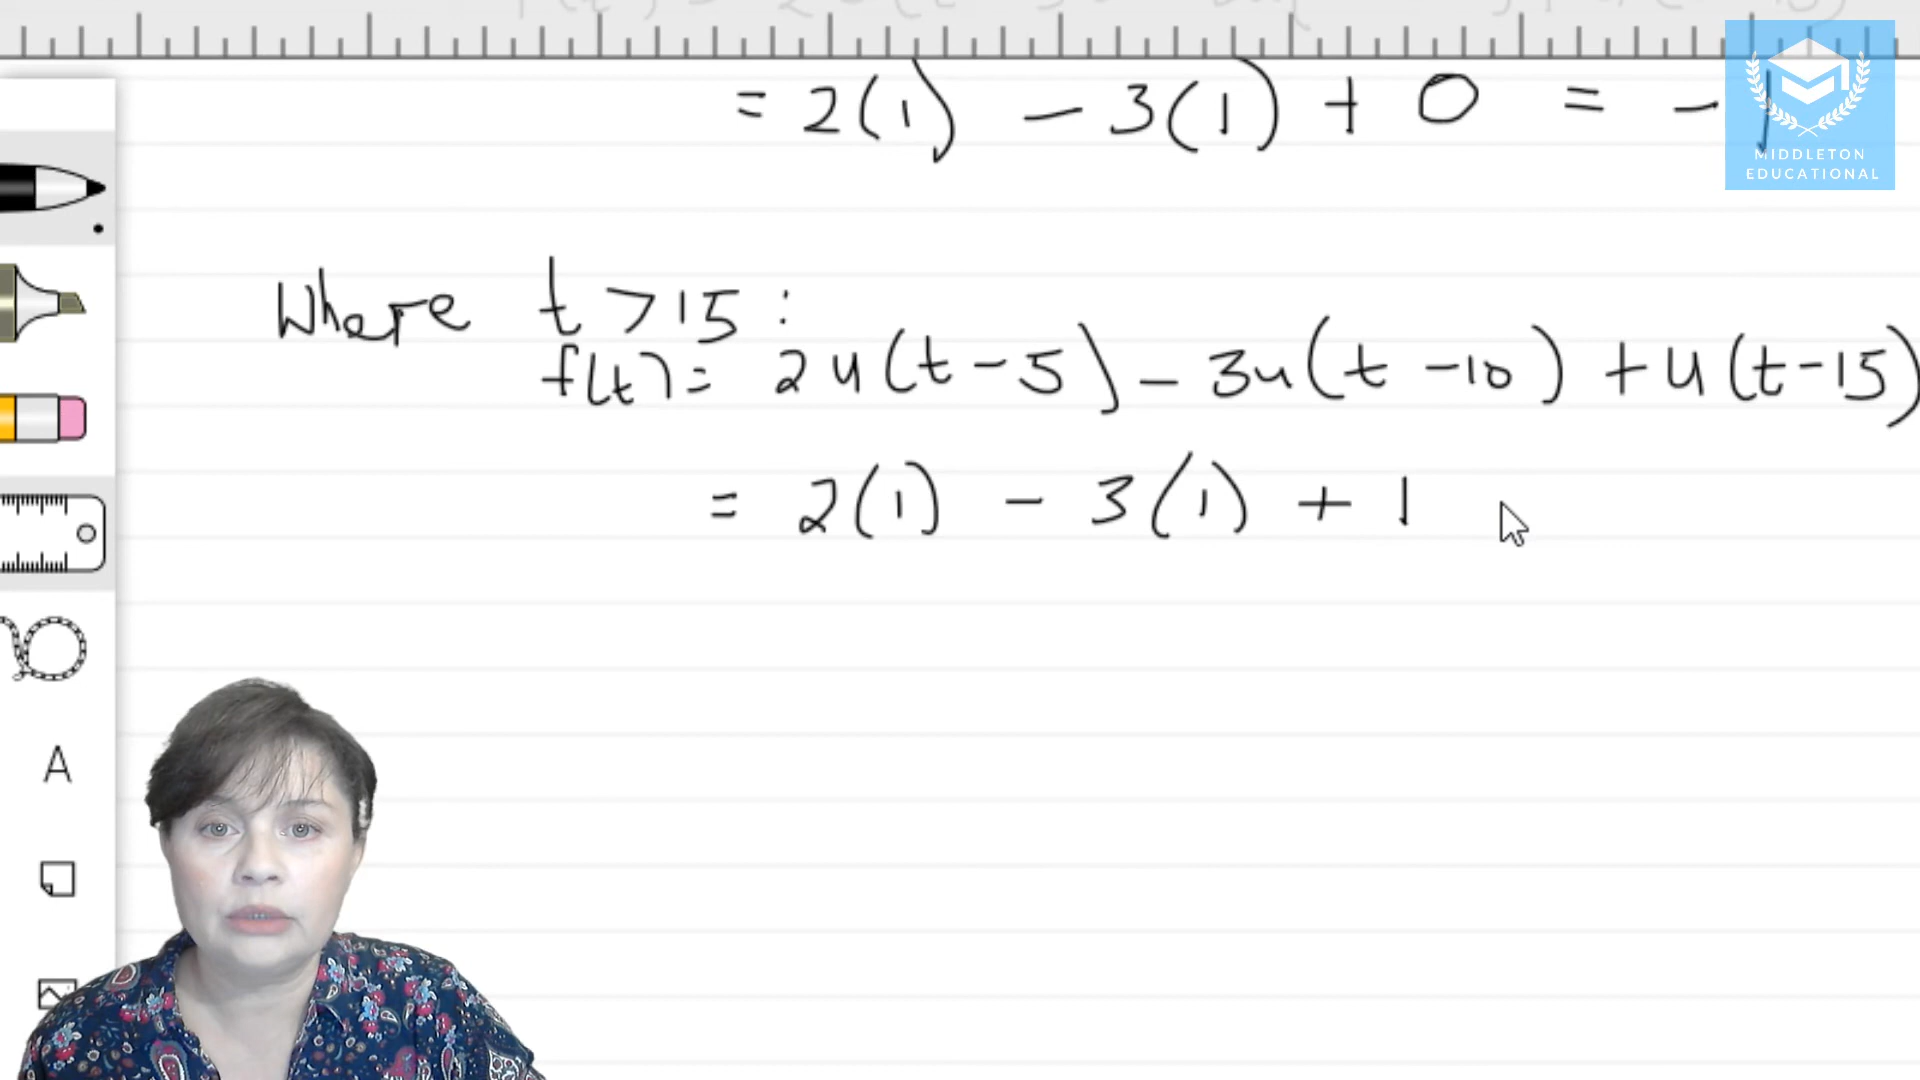 = 2(1) - 3(1) + 0 = -1
MIDDLETON
EDUCATIONAL
Where t > 15 :
f(t) = 2u(t-5) - 3u(t-10) + u(t-15)
= 2(1) - 3(1) + 1
A